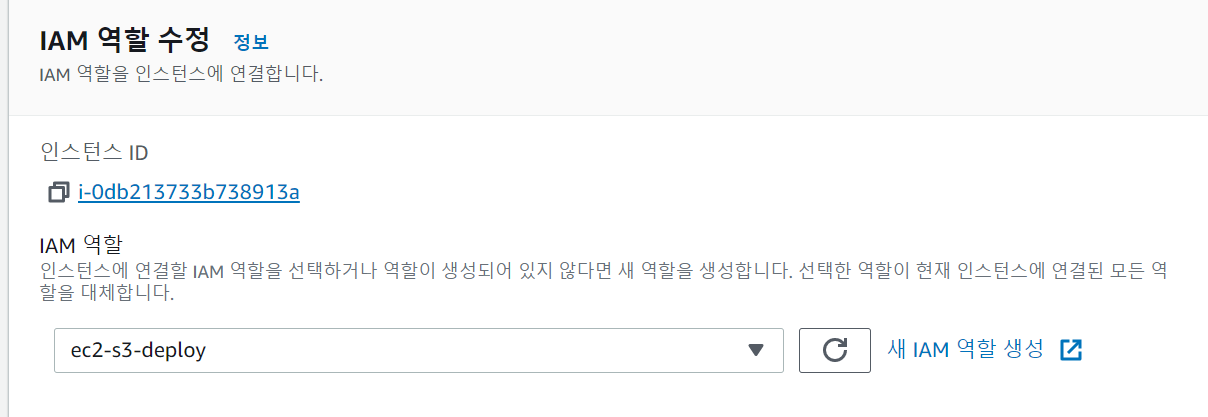 IAM 역할 수정 정보
IAM 역할을 인스턴스에 연결합니다.
인스턴스 ID
i-0db213733b738913a
IAM 역할
인스턴스에 연결할 IAM 역할을 선택하거나 역할이 생성되어 있지 않다면 새 역할을 생성합니다. 선택한 역할이 현재 인스턴스에 연결된 모든 역
할을 대체합니다.
ec2-s3-deploy 새 IAM 역할 생성